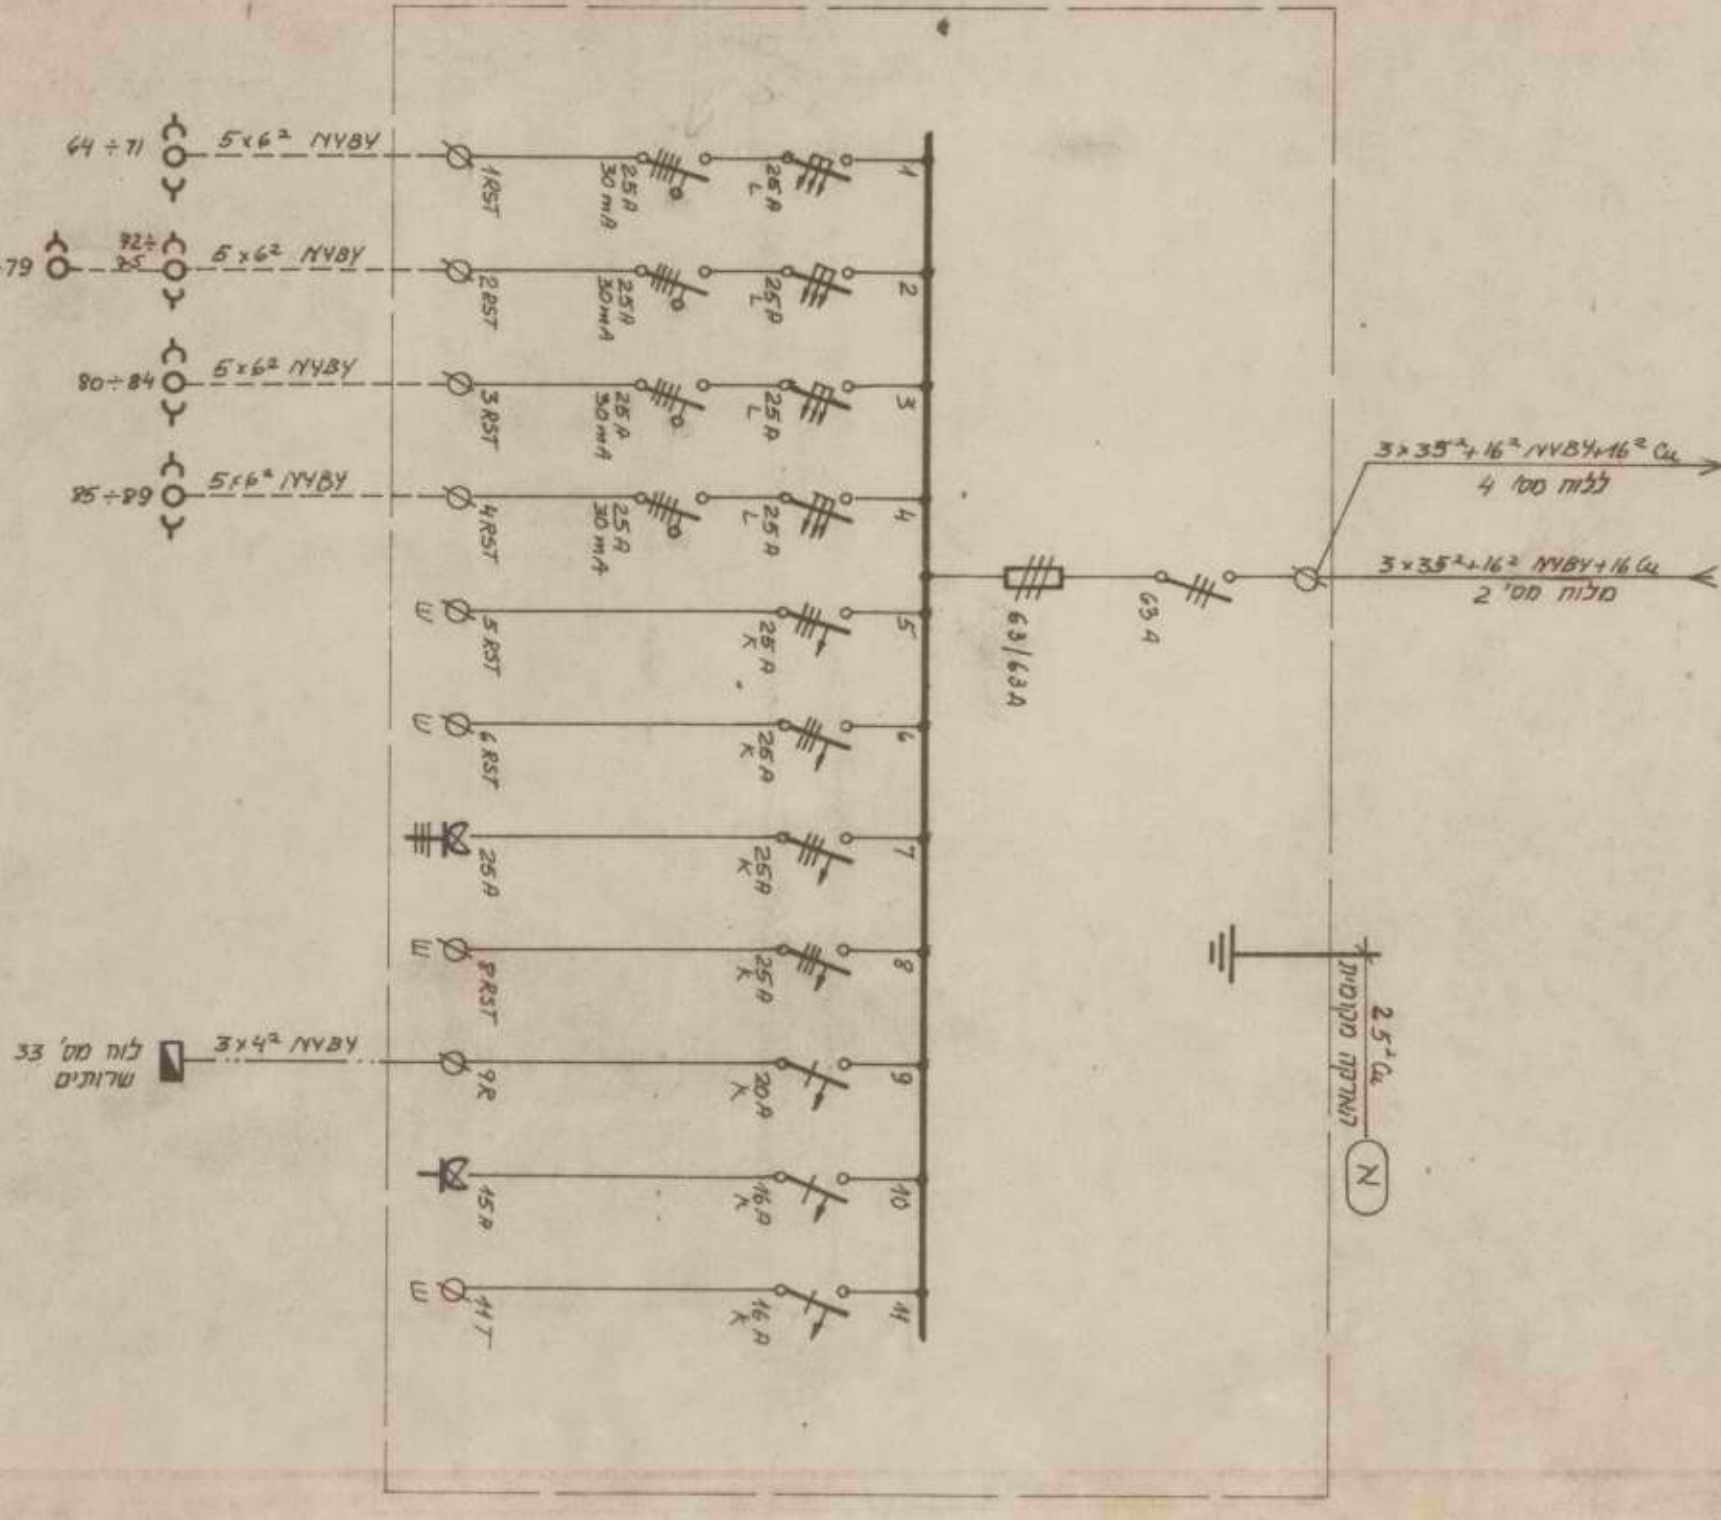 64÷71
5x6² NYBY
1RST
25A
30mA
25A
L
1
79
72÷
75
5x6² NYBY
2RST
25A
30mA
25A
L
2
80÷84
5x6² NYBY
3RST
25A
30mA
25A
L
3
85÷89
5x6² NYBY
4RST
25A
30mA
25A
L
4
3x35²+16² NYBY+16² Cu
ללוח מס' 4
3x35²+16² NYBY+16 Cu
מלוח מס' 2
63A
63/63A
E
5RST
25A
K
5
E
6RST
25A
K
6
25A
25A
K
7
E
8RST
25A
K
8
לוח מס' 33
שרותים
3x4² NYBY
9R
20A
K
9
15A
16A
K
10
E
11T
16A
K
11
25² Cu
הארקה מקומית
א